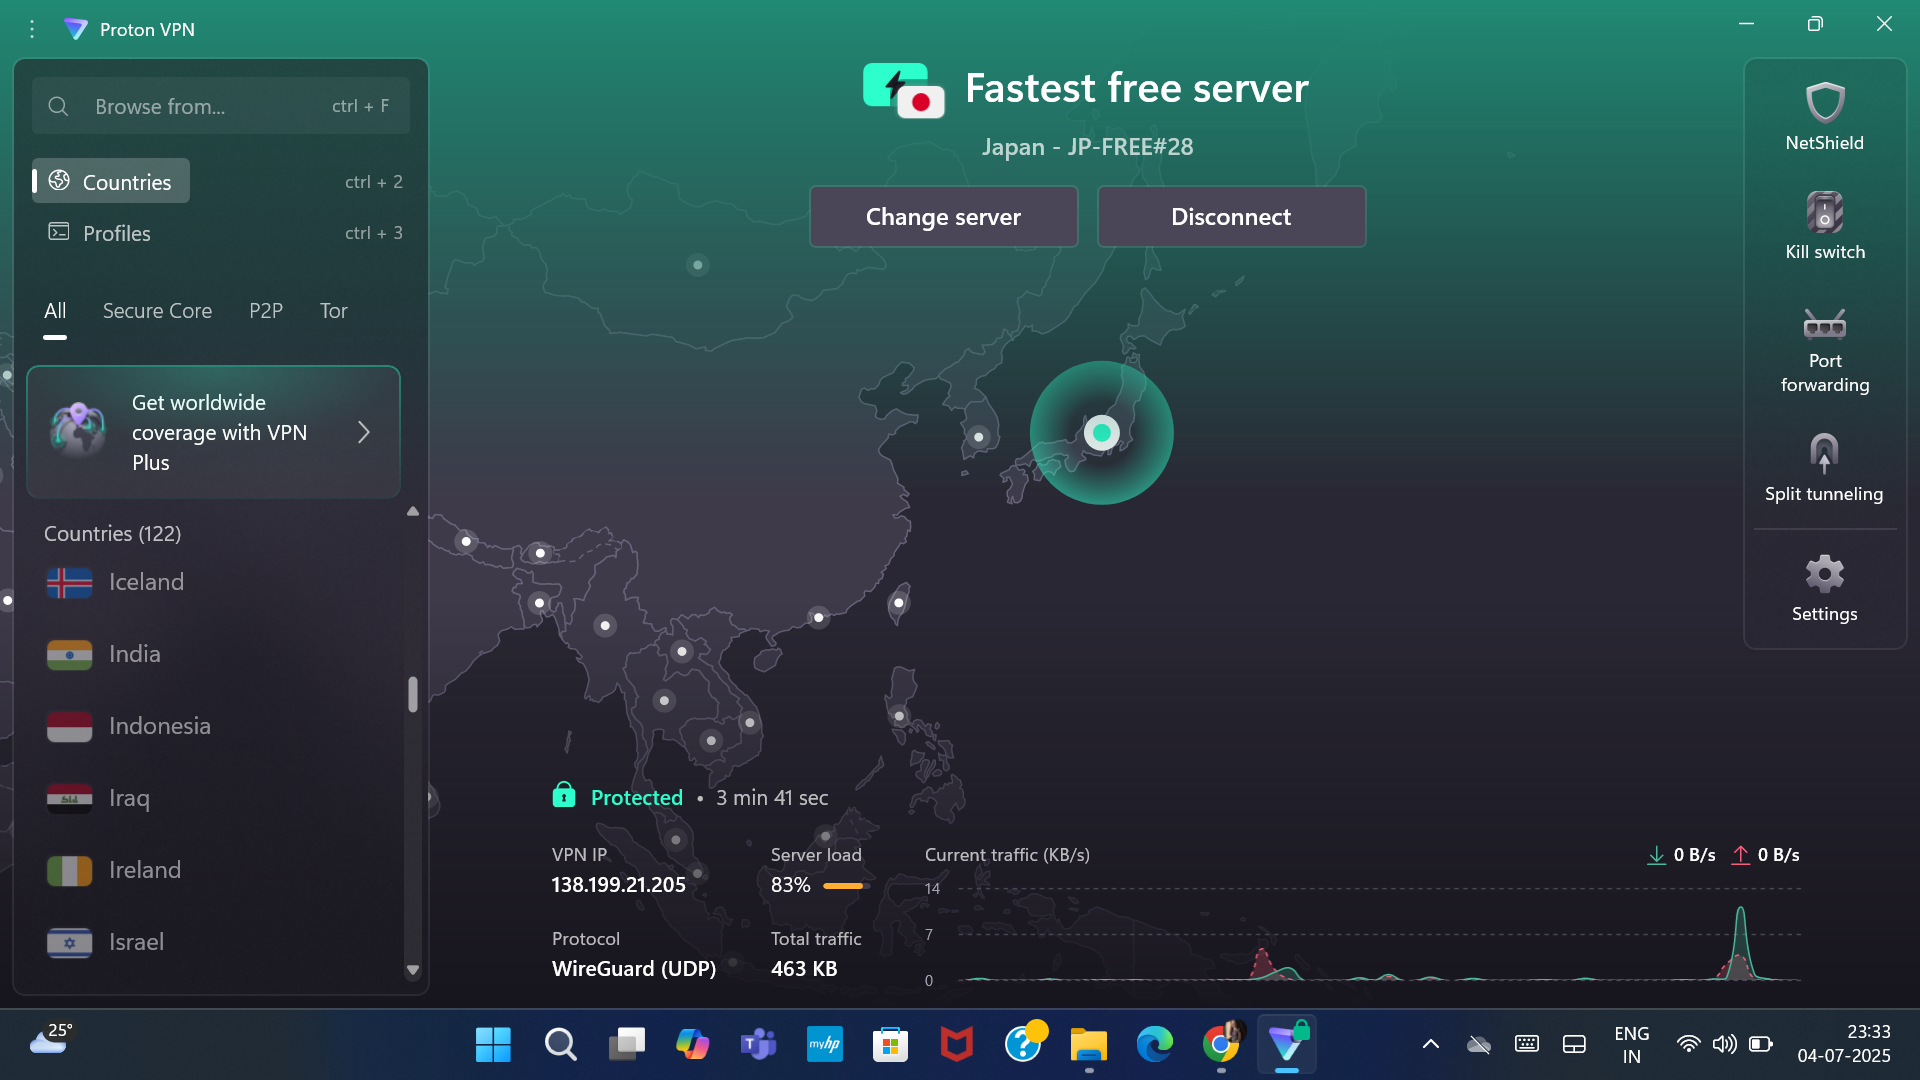 Proton VPN
Browse from...
ctrl + F
Countries
ctrl + 2
Profiles
ctrl + 3
All
Secure Core
P2P
Tor
Get worldwide
coverage with VPN
Plus
Countries (122)
Iceland
India
Indonesia
Iraq
Ireland
Israel
Fastest free server
Japan - JP-FREE#28
Change server
Disconnect
NetShield
Kill switch
Port
forwarding
Split tunneling
Settings
Protected • 3 min 41 sec
VPN IP
138.199.21.205
Server load
83%
Protocol
WireGuard (UDP)
Total traffic
463 KB
Current traffic (KB/s)
0 B/s
0 B/s
14
7
0
25°
myhp
ENG
IN
23:33
04-07-2025